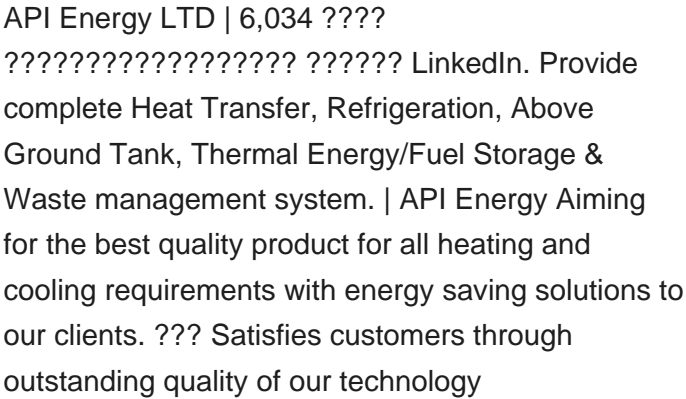 API Energy LTD | 6,034 ????
?????????????????? ?????? LinkedIn. Provide
complete Heat Transfer, Refrigeration, Above
Ground Tank, Thermal Energy/Fuel Storage &
Waste management system. | API Energy Aiming
for the best quality product for all heating and
cooling requirements with energy saving solutions to
our clients. ??? Satisfies customers through
outstanding quality of our technology